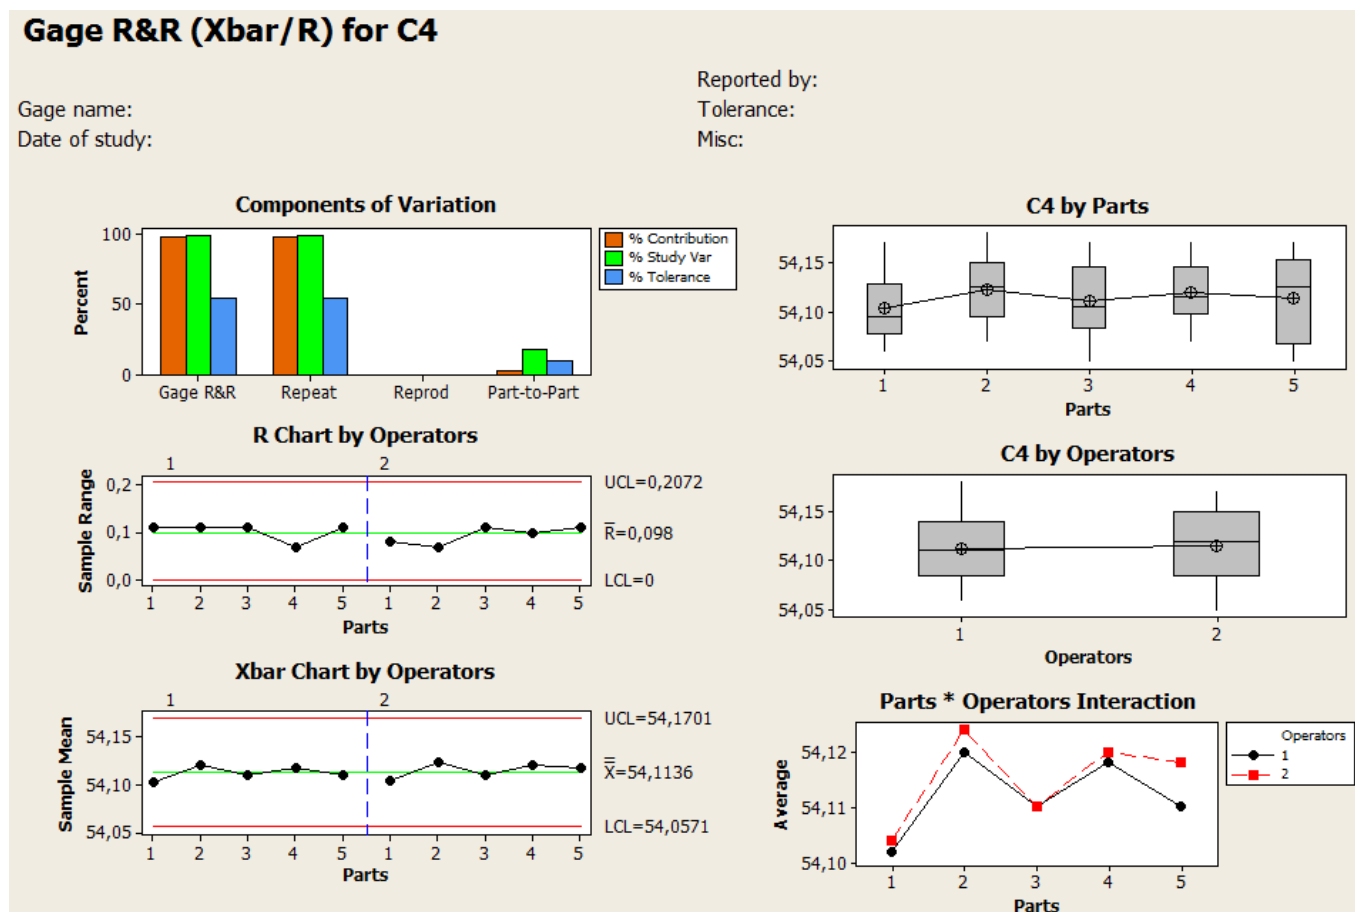 Gage R&R (Xbar/R) for C4
Reported by:
Gage name:
Tolerance:
Date of study:
Misc:
Components of Variation
100
50
0
Percent
Gage R&R Repeat Reprod Part-to-Part
% Contribution
% Study Var
% Tolerance
R Chart by Operators
1 2
0,2
0,1
0,0
Sample Range
UCL=0,2072
R=0,098
LCL=0
1 2 3 4 5 1 2 3 4 5
Parts
Xbar Chart by Operators
1 2
54,15
54,10
54,05
Sample Mean
UCL=54,1701
X=54,1136
LCL=54,0571
1 2 3 4 5 1 2 3 4 5
Parts
C4 by Parts
54,15
54,10
54,05
1 2 3 4 5
Parts
C4 by Operators
54,15
54,10
54,05
1 2
Operators
Parts * Operators Interaction
54,12
54,11
54,10
Average
1 2 3 4 5
Parts
Operators
1
2